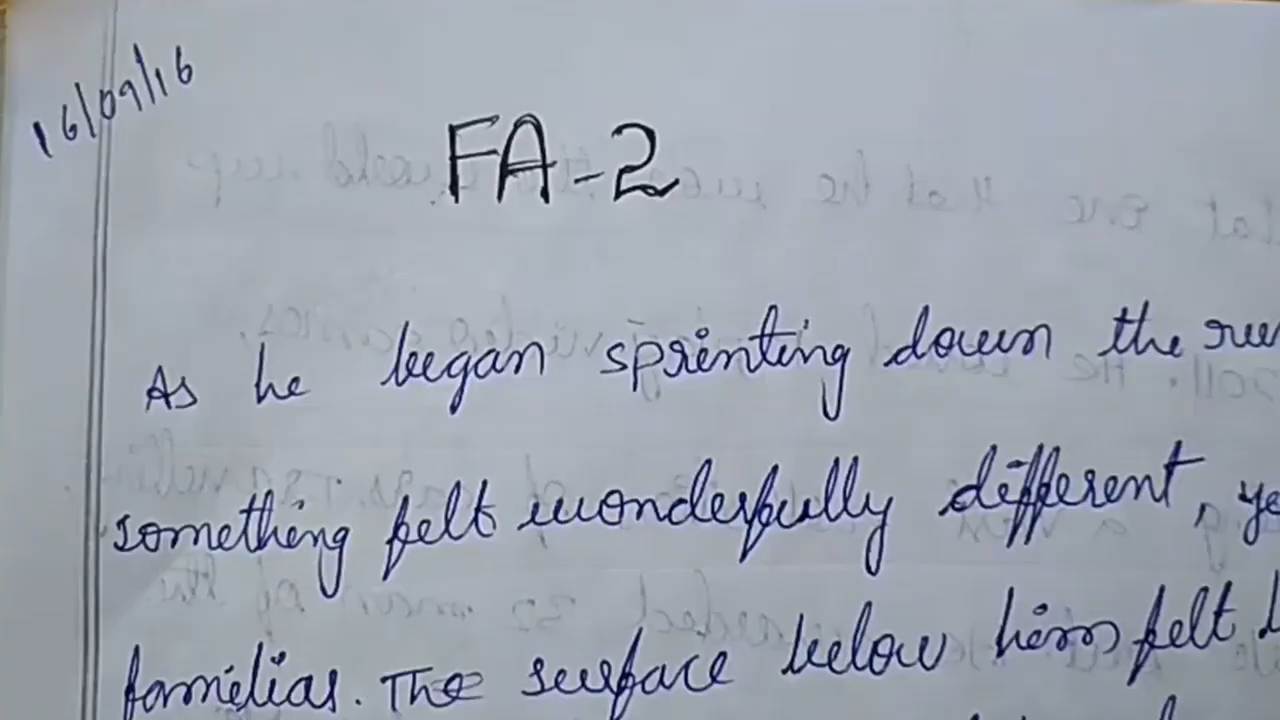 16/09/16
FA-2
As he began sprinting down the
something felt wonderfully different,
familiar. The surface below him felt